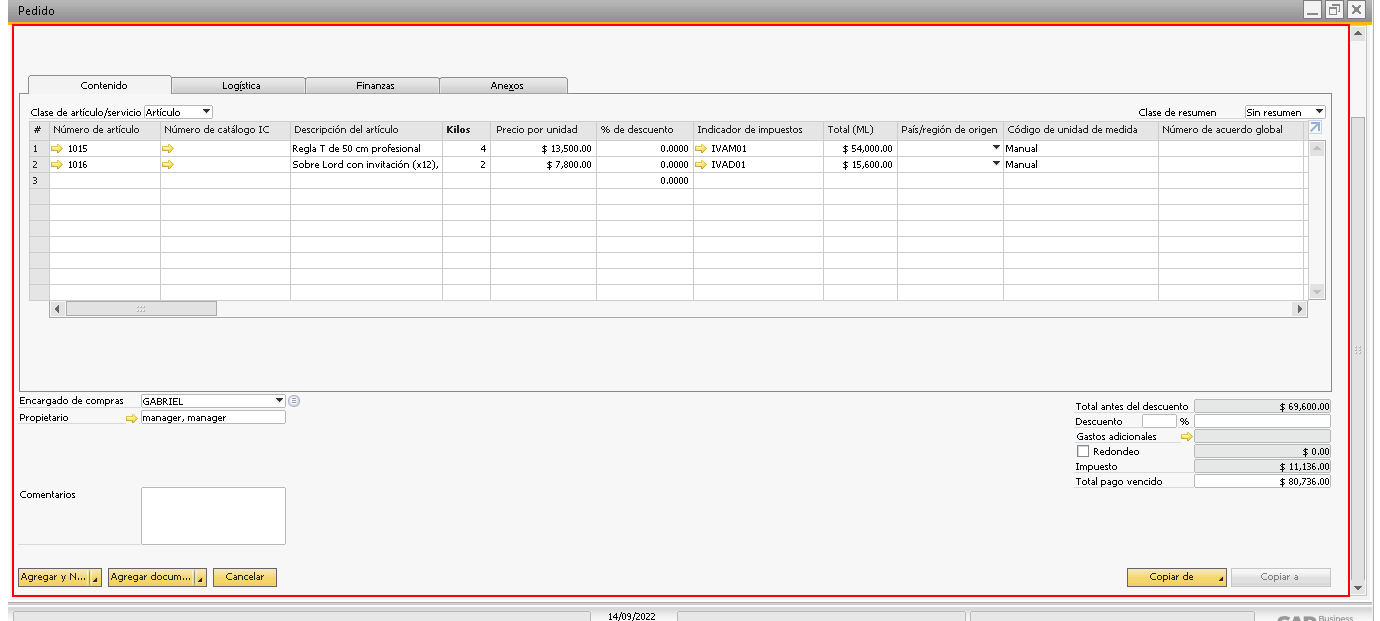 Pedido
Contenido Logística Finanzas Anexos
Clase de artículo/servicio Artículo Clase de resumen Sin resumen
# Número de artículo Número de catálogo IC Descripción del artículo Kilos Precio por unidad % de descuento Indicador de impuestos Total (ML) País/región de origen Código de unidad de medida Número de acuerdo global
1 1015 Regla T de 50 cm profesional 4 $ 13,500.00 0.0000 IVAM01 $ 54,000.00 Manual
2 1016 Sobre Lord con invitación (x12), 2 $ 7,800.00 0.0000 IVAD01 $ 15,600.00 Manual
3 0.0000
Encargado de compras GABRIEL
Propietario manager, manager
Total antes del descuento $ 69,600.00
Descuento %
Gastos adicionales
Redondeo $ 0.00
Impuesto $ 11,136.00
Total pago vencido $ 80,736.00
Comentarios
Agregar y N... Agregar docum... Cancelar Copiar de Copiar a
14/09/2022
SAP Business